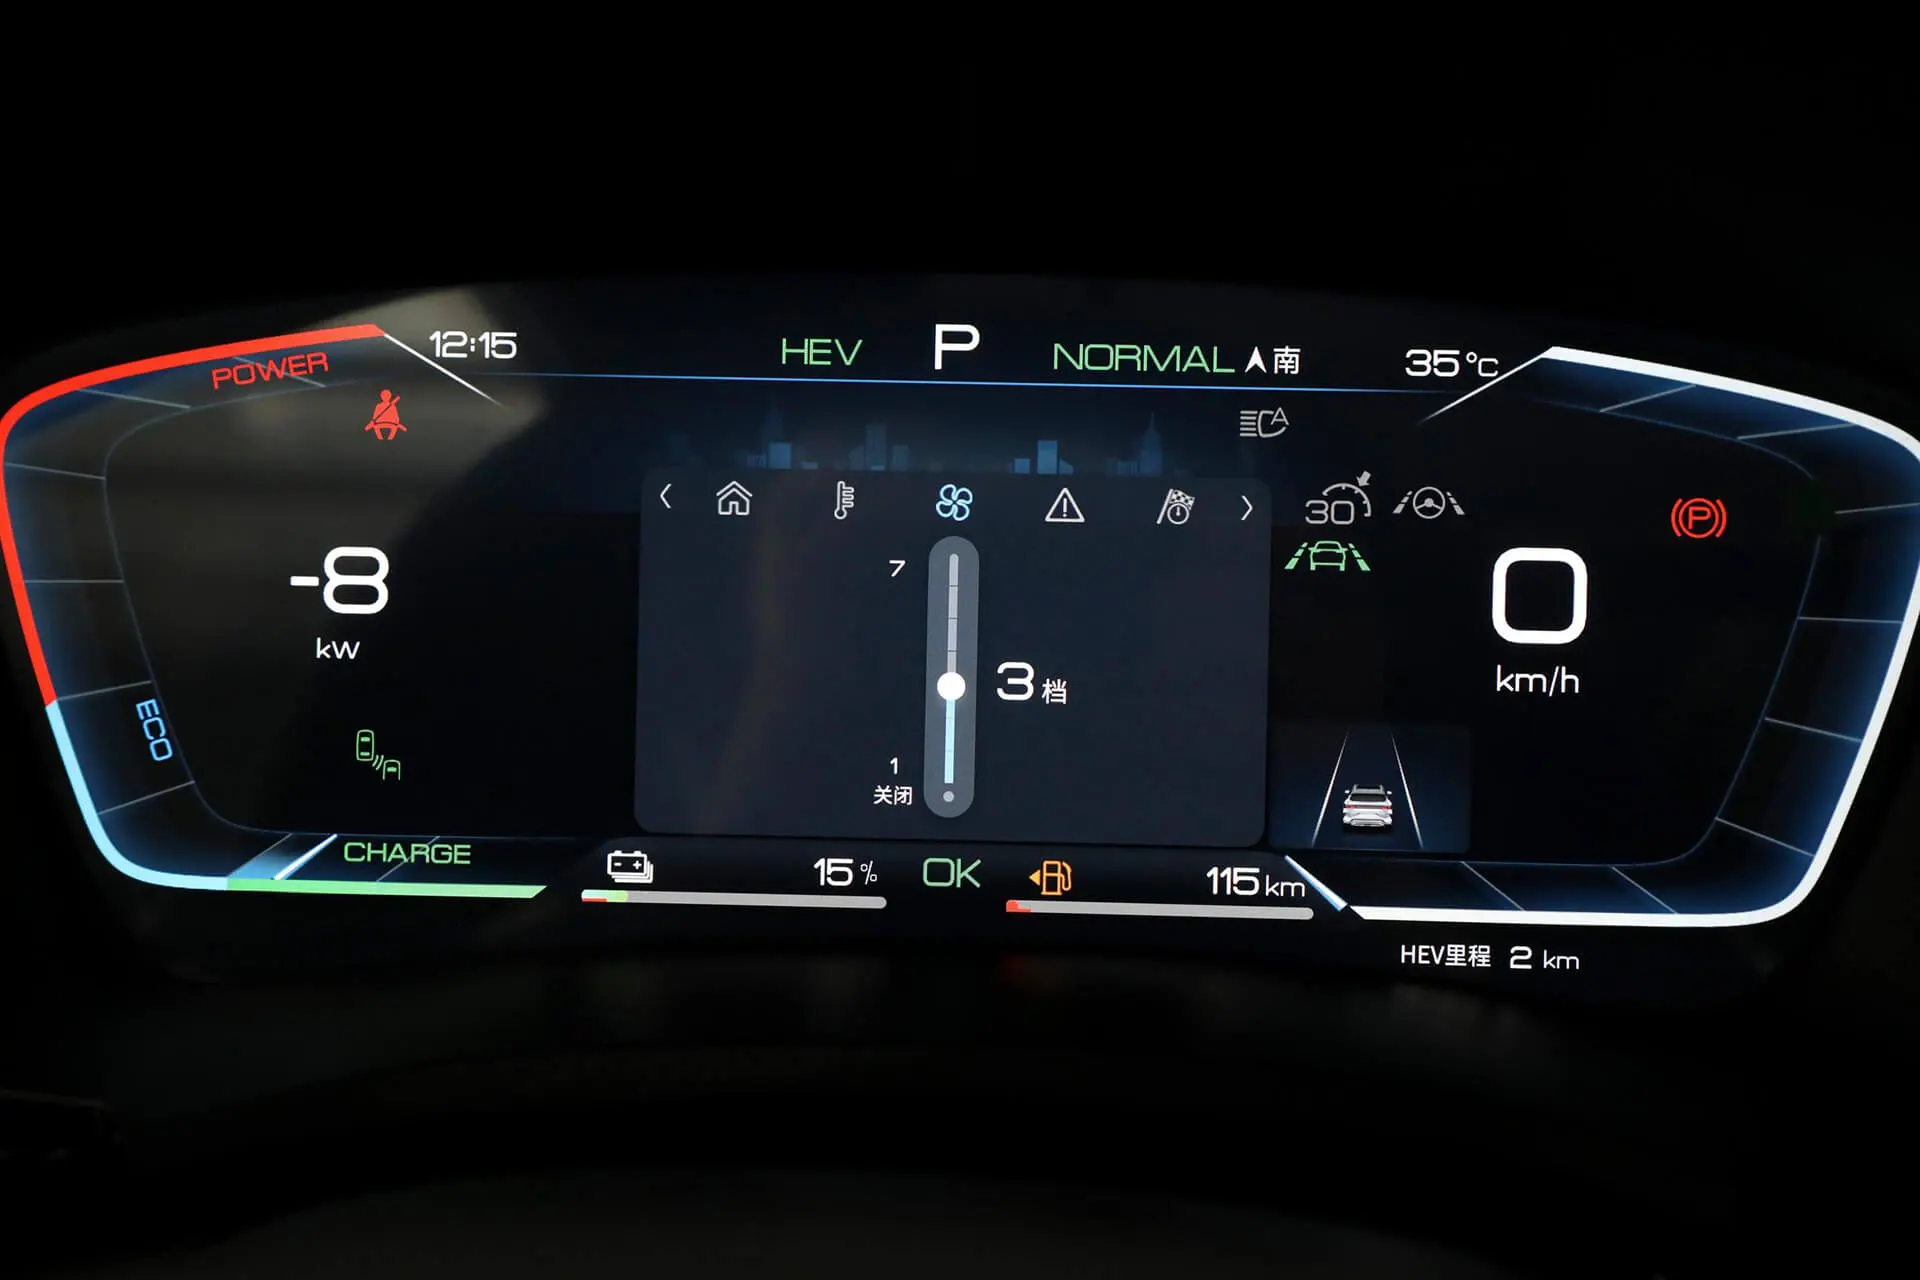 POWER
12:15
HEV
P
NORMAL
南
35°C
A
30
P
7
-8
kW
0
km/h
3档
ECO
1
关闭
CHARGE
15%
OK
115km
HEV里程 2 km